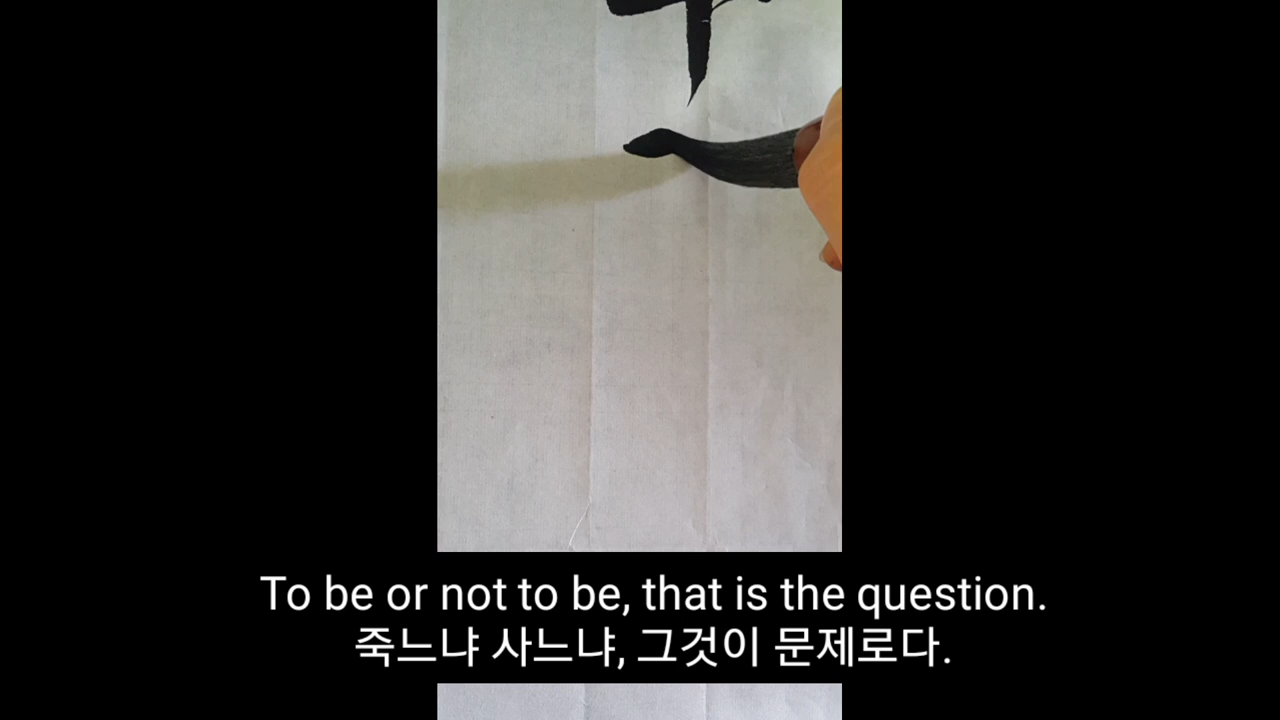 To be or not to be, that is the question.
죽느냐 사느냐, 그것이 문제로다.